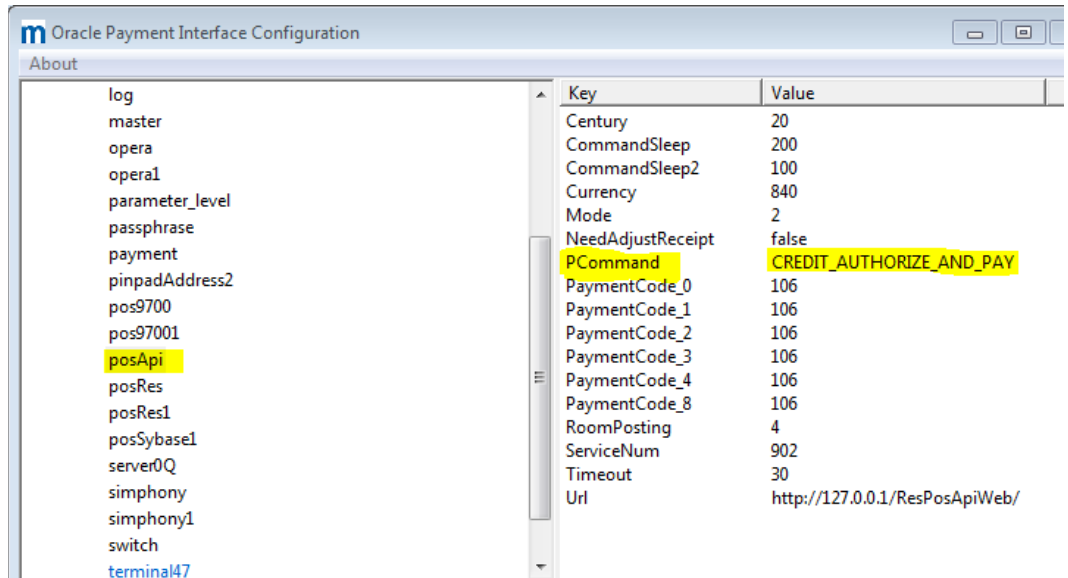 m Oracle Payment Interface Configuration
About
log
master
opera
opera1
parameter_level
passphrase
payment
pinpadAddress2
pos9700
pos97001
posApi
posRes
posRes1
posSybase1
server0Q
simphony
simphony1
switch
terminal47
Key Value
Century 20
CommandSleep 200
CommandSleep2 100
Currency 840
Mode 2
NeedAdjustReceipt false
PCommand CREDIT_AUTHORIZE_AND_PAY
PaymentCode_0 106
PaymentCode_1 106
PaymentCode_2 106
PaymentCode_3 106
PaymentCode_4 106
PaymentCode_8 106
RoomPosting 4
ServiceNum 902
Timeout 30
Url http://127.0.0.1/ResPosApiWeb/